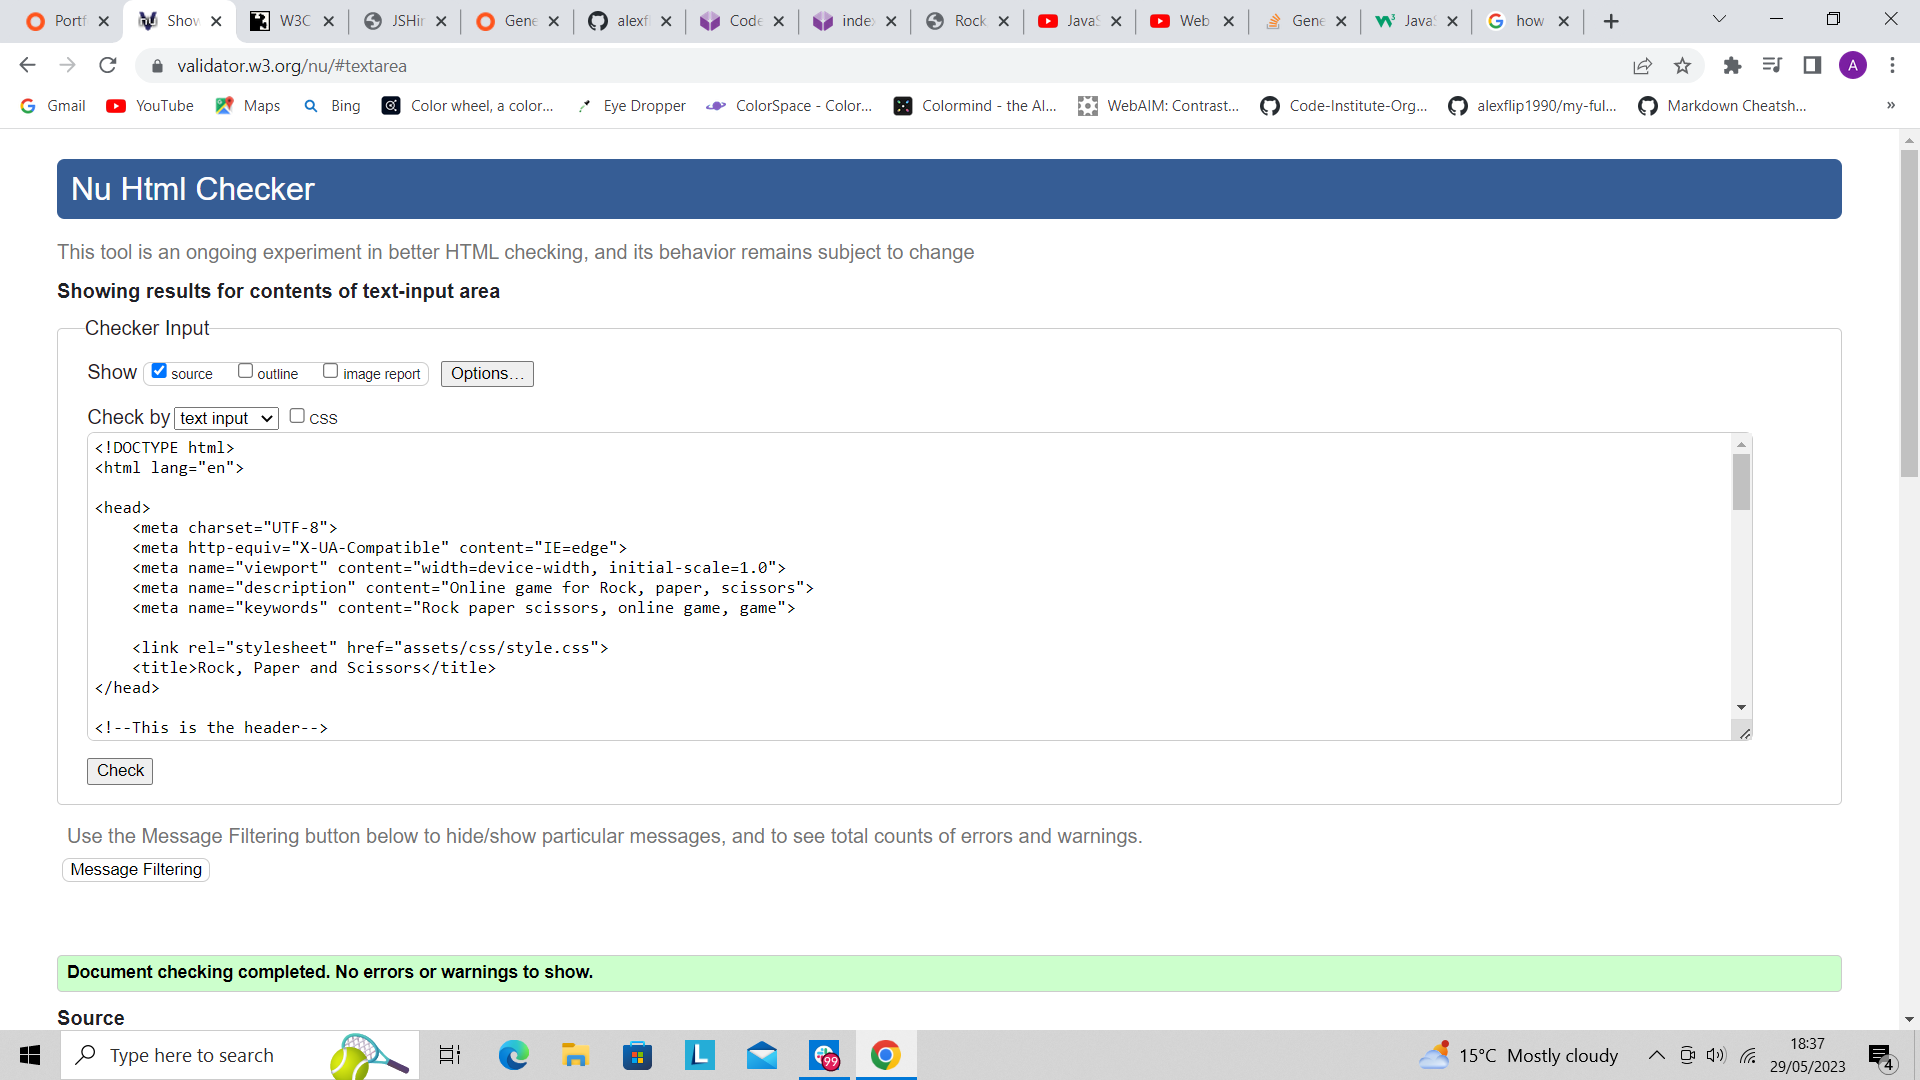 Portf
Show
W3C
JSHin
Gene
alexf
Code
index
Rock
Java
Web
Gene
Java
how
validator.w3.org/nu/#textarea
A
Gmail
YouTube
Maps
Bing
Color wheel, a color...
Eye Dropper
ColorSpace - Color...
Colormind - the AI...
WebAIM: Contrast...
Code-Institute-Org...
alexflip1990/my-ful...
Markdown Cheatsh...
»
Nu Html Checker
This tool is an ongoing experiment in better HTML checking, and its behavior remains subject to change
Showing results for contents of text-input area
Checker Input
Show source outline image report Options...
Check by text input CSS
<!DOCTYPE html>
<html lang="en">
<head>
<meta charset="UTF-8">
<meta http-equiv="X-UA-Compatible" content="IE=edge">
<meta name="viewport" content="width=device-width, initial-scale=1.0">
<meta name="description" content="Online game for Rock, paper, scissors">
<meta name="keywords" content="Rock paper scissors, online game, game">
<link rel="stylesheet" href="assets/css/style.css">
<title>Rock, Paper and Scissors</title>
</head>
<!--This is the header-->
Check
Use the Message Filtering button below to hide/show particular messages, and to see total counts of errors and warnings.
Message Filtering
Document checking completed. No errors or warnings to show.
Source
Type here to search
L
99
15°C Mostly cloudy
18:37
29/05/2023
4